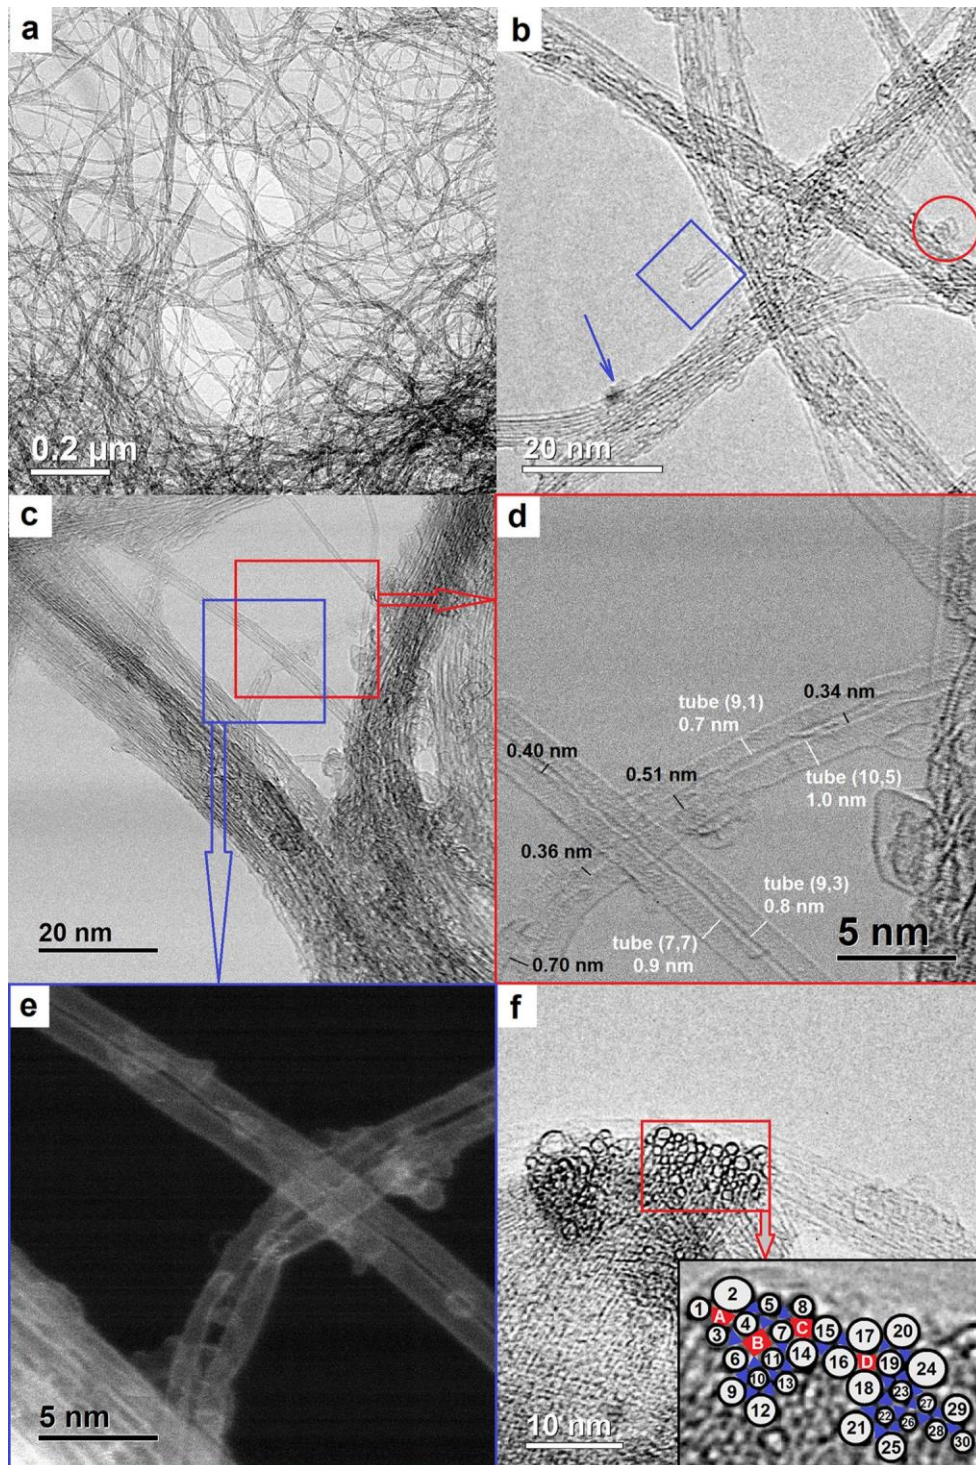 a
0.2 µm
b
20 nm
c
20 nm
d
tube (9,1)
0.7 nm
0.34 nm
0.40 nm
0.51 nm
tube (10,5)
1.0 nm
0.36 nm
tube (9,3)
0.8 nm
tube (7,7)
0.9 nm
0.70 nm
5 nm
e
5 nm
f
10 nm
1
2
5
8
A
3
4
7
C
15
17
20
B
6
11
14
16
D
19
24
9
10
13
18
23
27
29
12
21
22
26
28
30
25